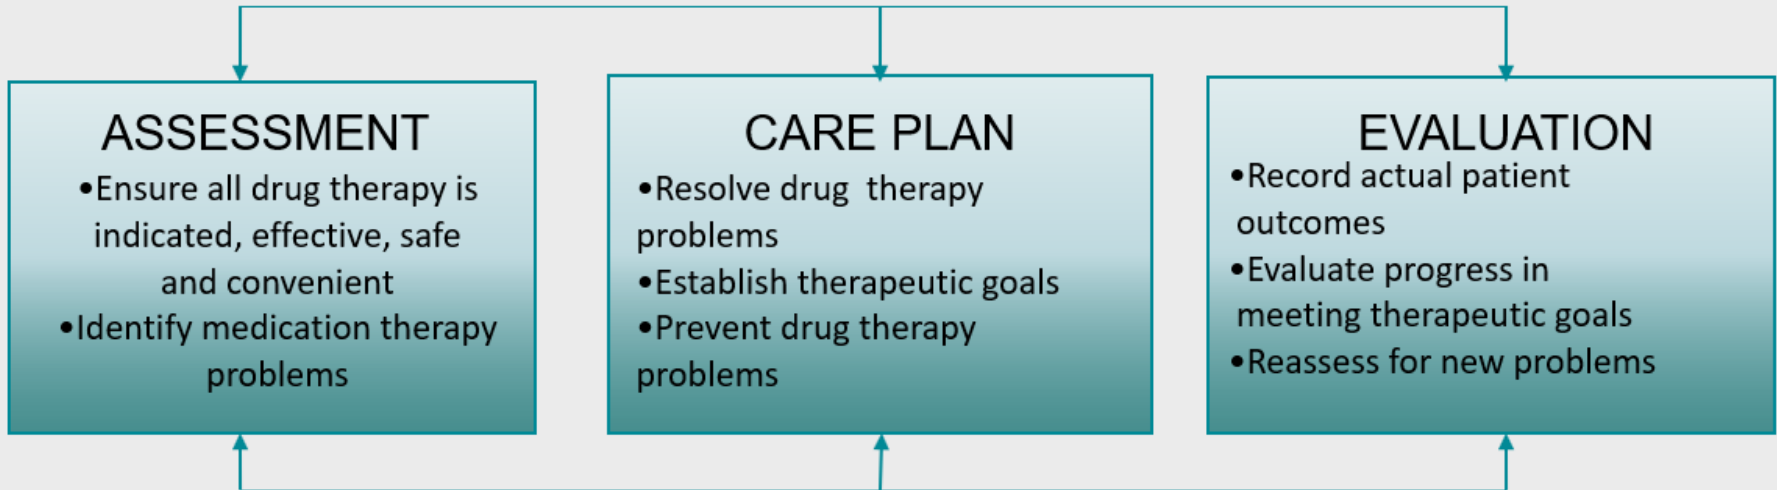 ASSESSMENT
•Ensure all drug therapy is
indicated, effective, safe
and convenient
•Identify medication therapy
problems
CARE PLAN
•Resolve drug  therapy
problems
•Establish therapeutic goals
•Prevent drug therapy
problems
EVALUATION
•Record actual patient
outcomes
•Evaluate progress in
meeting therapeutic goals
•Reassess for new problems